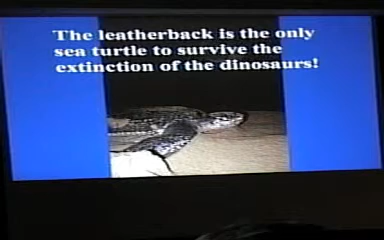 The leatherback is the only
sea turtle to survive the
extinction of the dinosaurs!